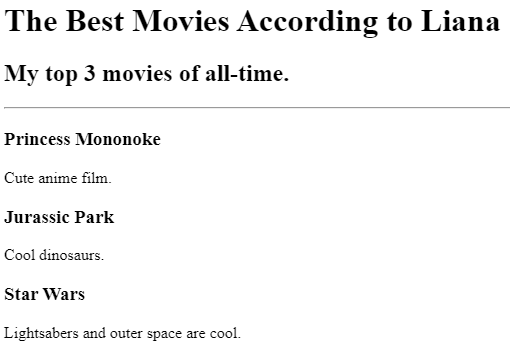 The Best Movies According to Liana
My top 3 movies of all-time.
Princess Mononoke
Cute anime film.
Jurassic Park
Cool dinosaurs.
Star Wars
Lightsabers and outer space are cool.